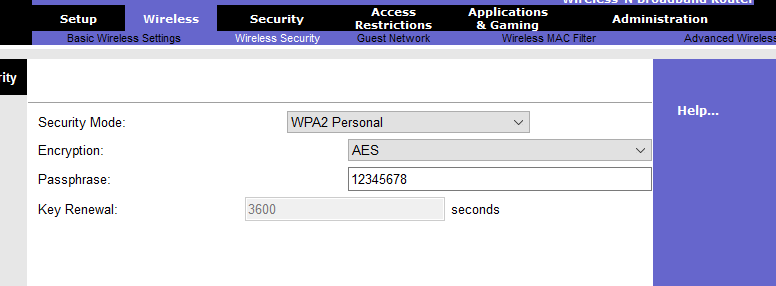 Wireless-N Broadband Router
Setup Wireless Security Access Restrictions Applications & Gaming Administration
Basic Wireless Settings Wireless Security Guest Network Wireless MAC Filter Advanced Wireless
rity
Help...
Security Mode: WPA2 Personal
Encryption: AES
Passphrase: 12345678
Key Renewal: 3600 seconds